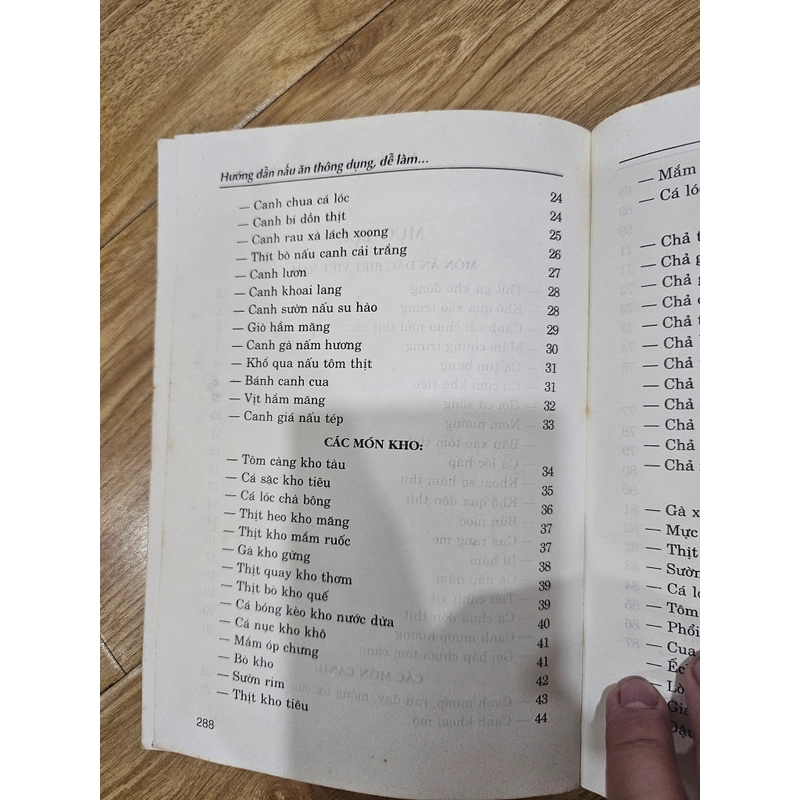 Hướng dẫn nấu ăn thông dụng, dễ làm...
— Canh chua cá lóc 24
— Canh bí dồn thịt 24
— Canh rau xà lách xoong 25
— Thịt bò nấu canh cải trắng 26
— Canh lươn 27
— Canh khoai lang 28
— Canh sườn nấu su hào 28
— Giò hầm măng 29
— Canh gà nấm hương 30
— Khổ qua nấu tôm thịt 31
— Bánh canh cua 31
— Vịt hầm măng 32
— Canh giá nấu tép 33
CÁC MÓN KHO:
— Tôm càng kho tàu 34
— Cá sặc kho tiêu 35
— Cá lóc chà bông 36
— Thịt heo kho măng 37
— Thịt kho mắm ruốc 37
— Gà kho gừng 38
— Thịt quay kho thơm 39
— Thịt bò kho quế 39
— Cá bóng kèo kho nước dừa 40
— Cá nục kho khô 41
— Mắm óp chưng 41
— Bò kho 42
— Sườn rim 43
— Thịt kho tiêu 44
288
— Mắm
— Cá lóc
— Chả
— Chả
— Chả
— Chả
— Chả
— Chả
— Chả
— Chả
— Chả
— Chả
— Chả
— Chả
— Gà
— Mực
— Thịt
— Sườn
— Cá
— Tôm
— Phổi
— Cua
— Lò